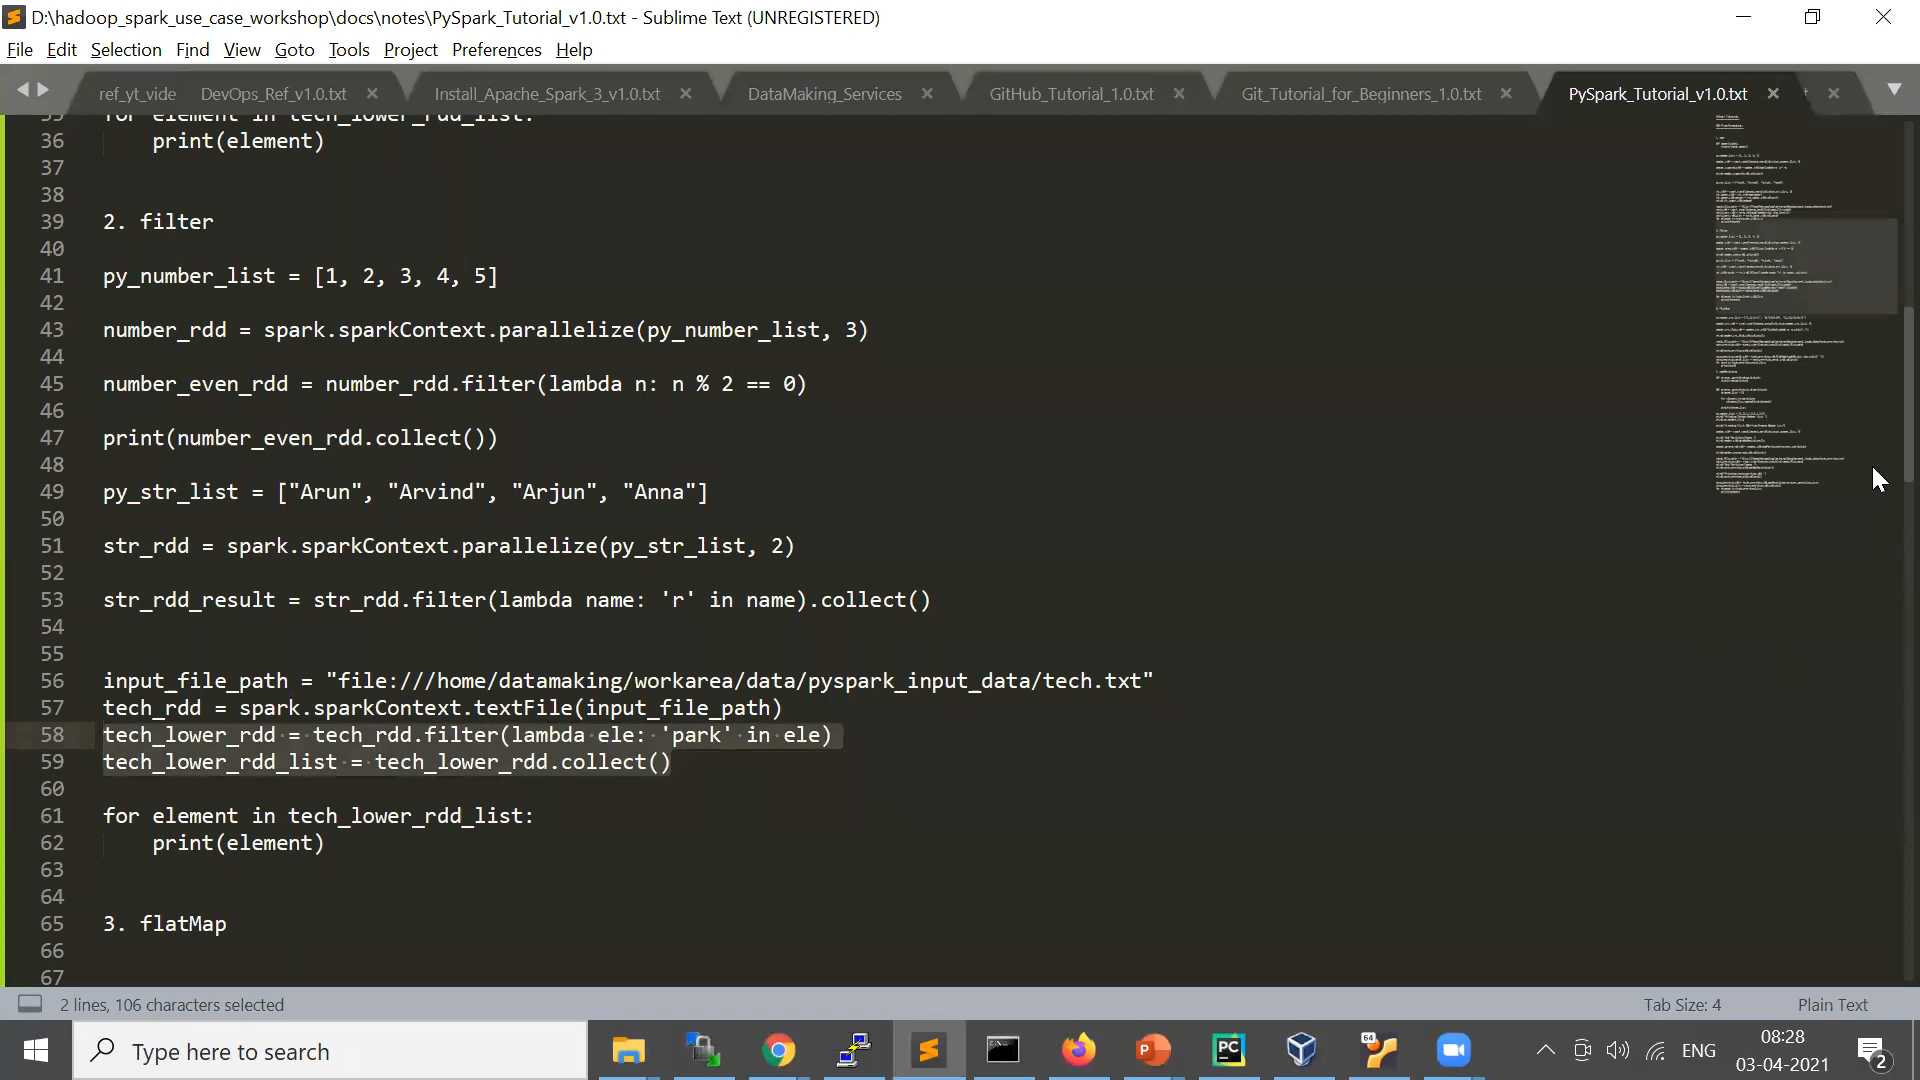 D:\hadoop_spark_use_case_workshop\docs\notes\PySpark_Tutorial_v1.0.txt - Sublime Text (UNREGISTERED)
File Edit Selection Find View Goto Tools Project Preferences Help
ref_yt_vide DevOps_Ref_v1.0.txt Install_Apache_Spark_3_v1.0.txt DataMaking_Services GitHub_Tutorial_1.0.txt Git_Tutorial_for_Beginners_1.0.txt PySpark_Tutorial_v1.0.txt t
35 for element in tech_lower_rdd_list:
36 print(element)
37
38
39 2. filter
40
41 py_number_list = [1, 2, 3, 4, 5]
42
43 number_rdd = spark.sparkContext.parallelize(py_number_list, 3)
44
45 number_even_rdd = number_rdd.filter(lambda n: n % 2 == 0)
46
47 print(number_even_rdd.collect())
48
49 py_str_list = ["Arun", "Arvind", "Arjun", "Anna"]
50
51 str_rdd = spark.sparkContext.parallelize(py_str_list, 2)
52
53 str_rdd_result = str_rdd.filter(lambda name: 'r' in name).collect()
54
55
56 input_file_path = "file:///home/datamaking/workarea/data/pyspark_input_data/tech.txt"
57 tech_rdd = spark.sparkContext.textFile(input_file_path)
58 tech_lower_rdd = tech_rdd.filter(lambda ele: 'park' in ele)
59 tech_lower_rdd_list = tech_lower_rdd.collect()
60
61 for element in tech_lower_rdd_list:
62 print(element)
63
64
65 3. flatMap
66
67
2 lines, 106 characters selected
Tab Size: 4
Plain Text
Type here to search
PC
64
ENG
08:28
03-04-2021
2